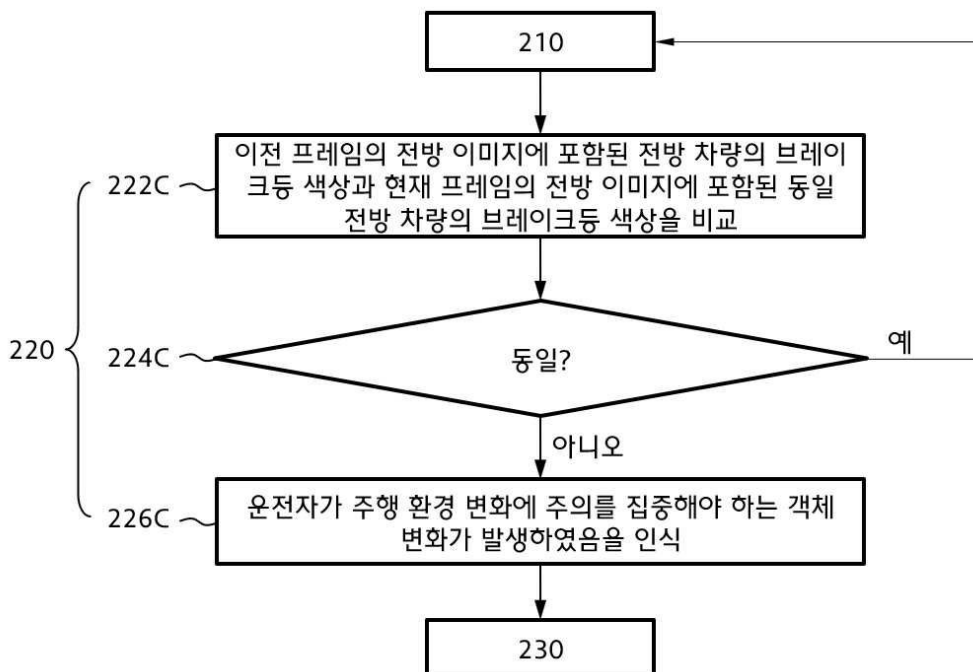 210
이전 프레임의 전방 이미지에 포함된 전방 차량의 브레이
크등 색상과 현재 프레임의 전방 이미지에 포함된 동일
전방 차량의 브레이크등 색상을 비교
222C
220
224C
동일?
예
아니오
226C
운전자가 주행 환경 변화에 주의를 집중해야 하는 객체
변화가 발생하였음을 인식
230